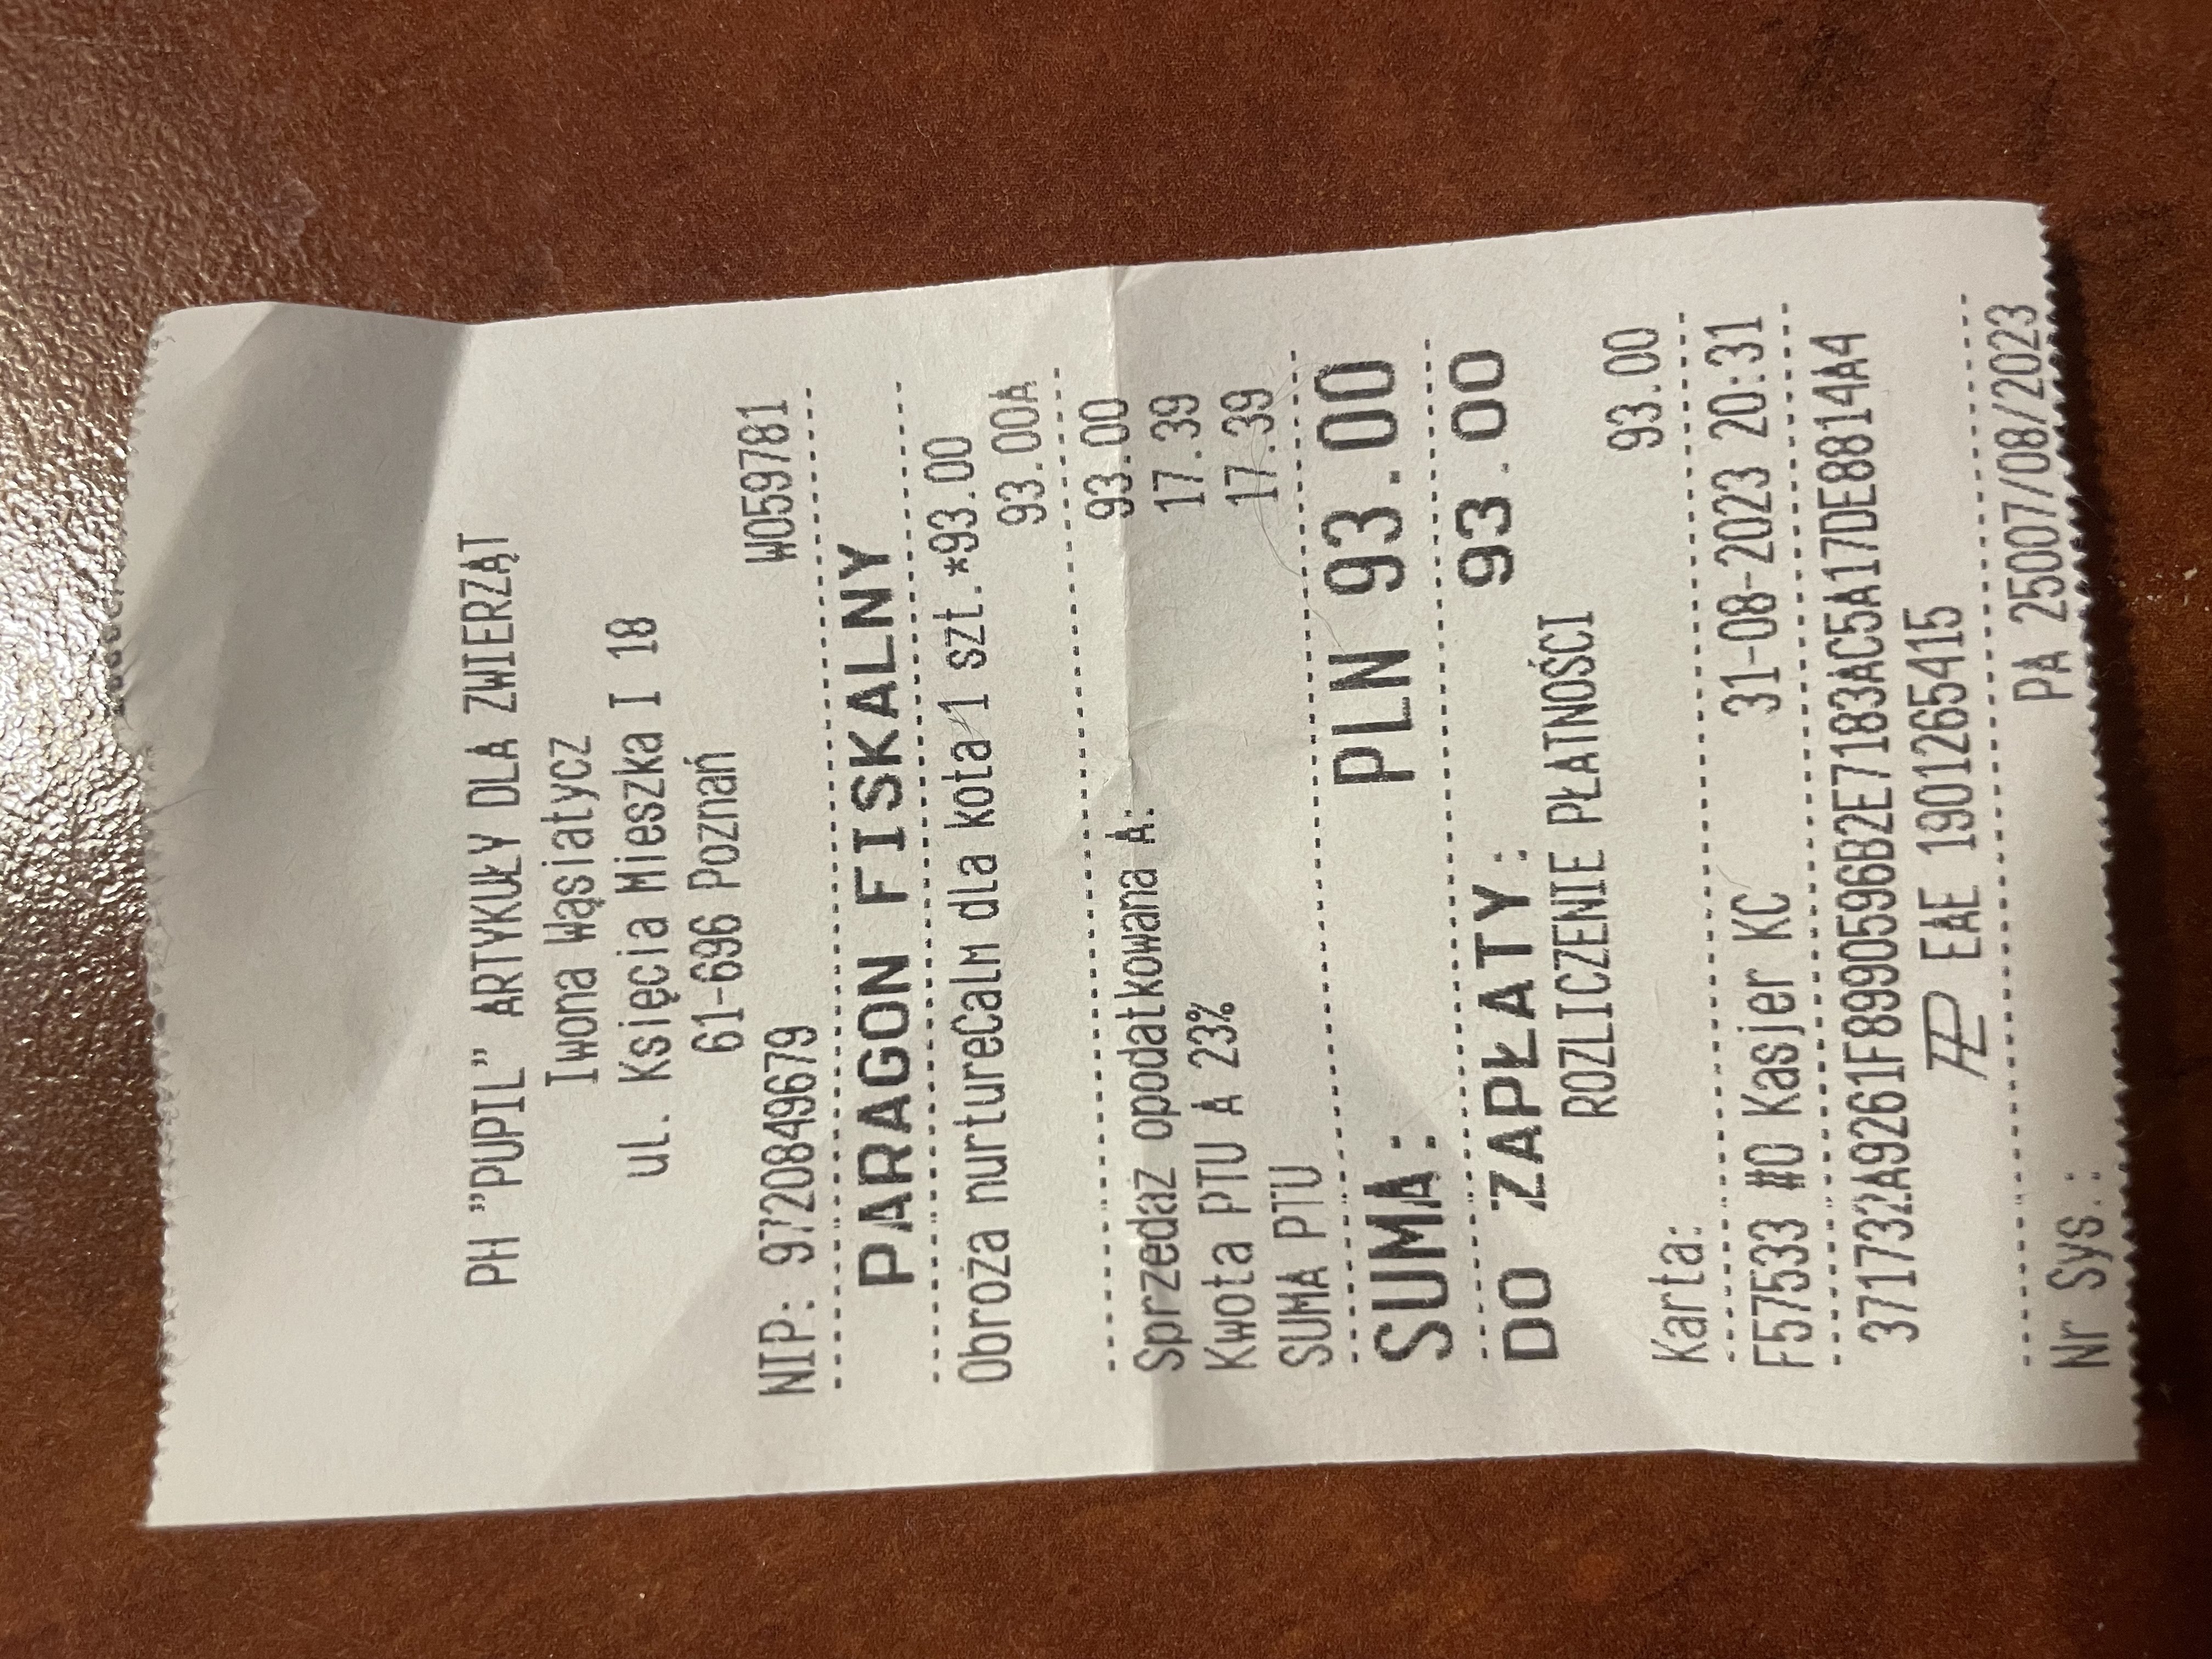 PH "PUPIL" ARTYKUŁY DLA ZWIERZĄT
Iwona Wąsiatycz
ul. Księcia Mieszka I 18
61-696 Poznań
NIP: 9720849679 WO59781
PARAGON FISKALNY
Obroża nurtureCalm dla kota 1 szt.*93.00
93.00A
Sprzedaż opodatkowana A: 93.00
Kwota PTU A 23% 17.39
SUMA PTU 17.39
SUMA: PLN 93.00
DO ZAPŁATY: 93.00
ROZLICZENIE PŁATNOŚCI
Karta: 93.00
F57533 #0 Kasjer KC 31-08-2023 20:31
371732A9261F8990596B2E7183AC5A17DE8814A4
EAE 1901265415
Nr Sys.: PA 25007/08/2023